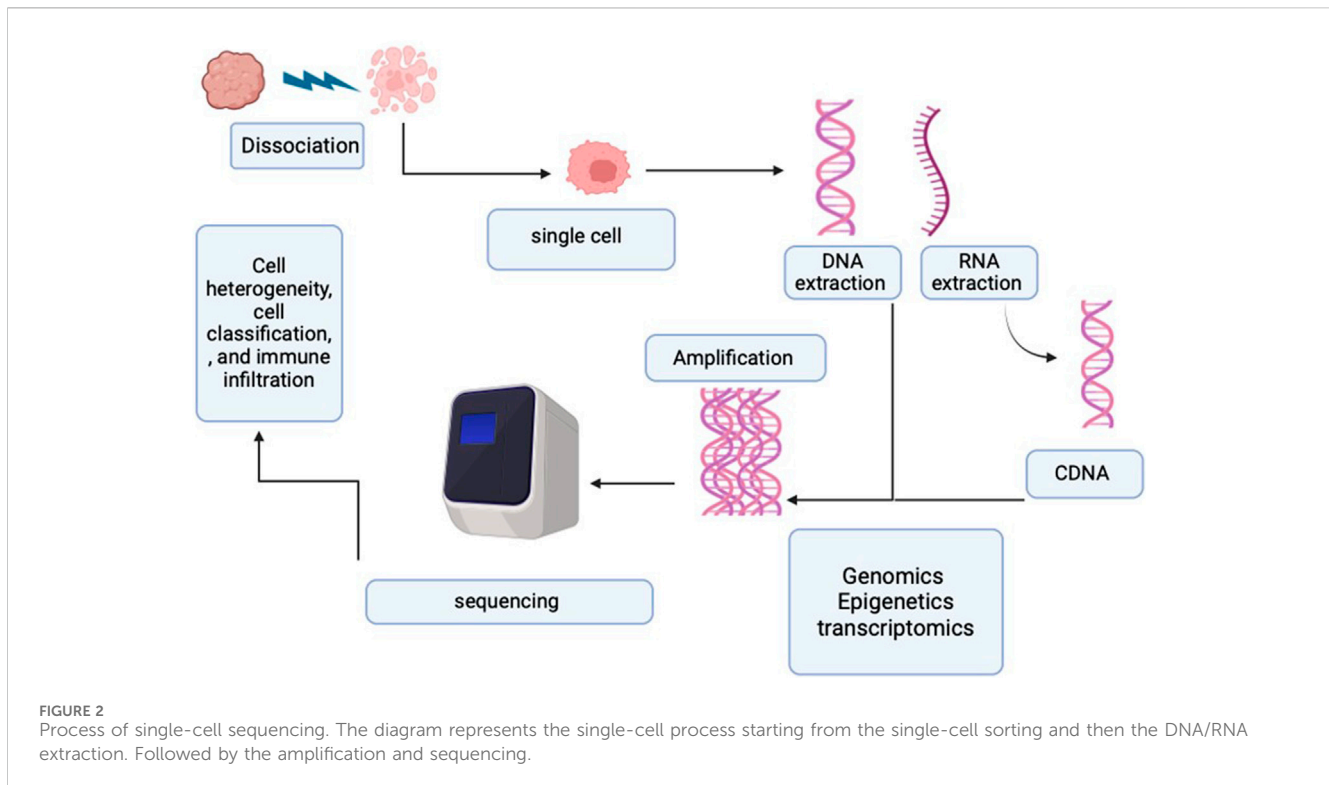 Dissociation
single cell
DNA
extraction
RNA
extraction
CDNA
Amplification
Genomics
Epigenetics
transcriptomics
sequencing
Cell
heterogeneity,
cell
classification,
, and immune
infiltration
FIGURE 2
Process of single-cell sequencing. The diagram represents the single-cell process starting from the single-cell sorting and then the DNA/RNA
extraction. Followed by the amplification and sequencing.